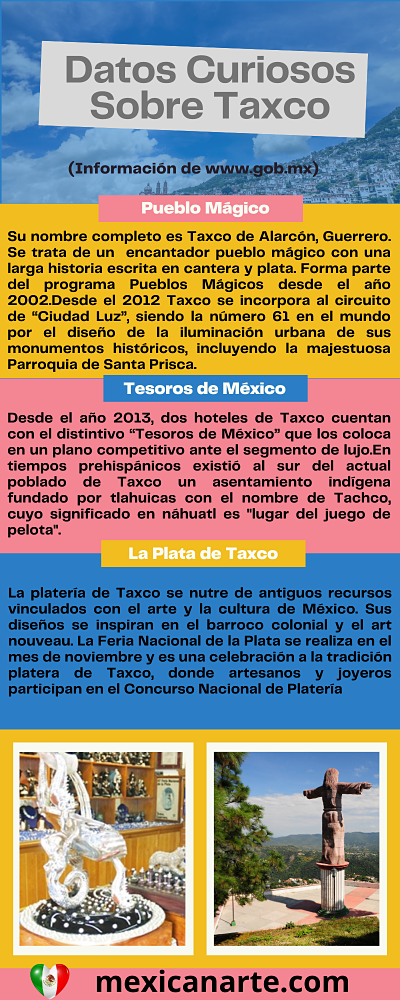 Datos Curiosos
Sobre Taxco
(Información de www.gob.mx)
Pueblo Mágico
Su nombre completo es Taxco de Alarcón, Guerrero.
Se trata de un encantador pueblo mágico con una
larga historia escrita en cantera y plata. Forma parte
del programa Pueblos Mágicos desde el año
2002.Desde el 2012 Taxco se incorpora al circuito
de “Ciudad Luz”, siendo la número 61 en el mundo
por el diseño de la iluminación urbana de sus
monumentos históricos, incluyendo la majestuosa
Parroquia de Santa Prisca.
Tesoros de México
Desde el año 2013, dos hoteles de Taxco cuentan
con el distintivo “Tesoros de México” que los coloca
en un plano competitivo ante el segmento de lujo.En
tiempos prehispánicos existió al sur del actual
poblado de Taxco un asentamiento indígena
fundado por tlahuicas con el nombre de Tachco,
cuyo significado en náhuatl es "lugar del juego de
pelota".
La Plata de Taxco
La platería de Taxco se nutre de antiguos recursos
vinculados con el arte y la cultura de México. Sus
diseños se inspiran en el barroco colonial y el art
nouveau. La Feria Nacional de la Plata se realiza en el
mes de noviembre y es una celebración a la tradición
platera de Taxco, donde artesanos y joyeros
participan en el Concurso Nacional de Platería
mexicanarte.com